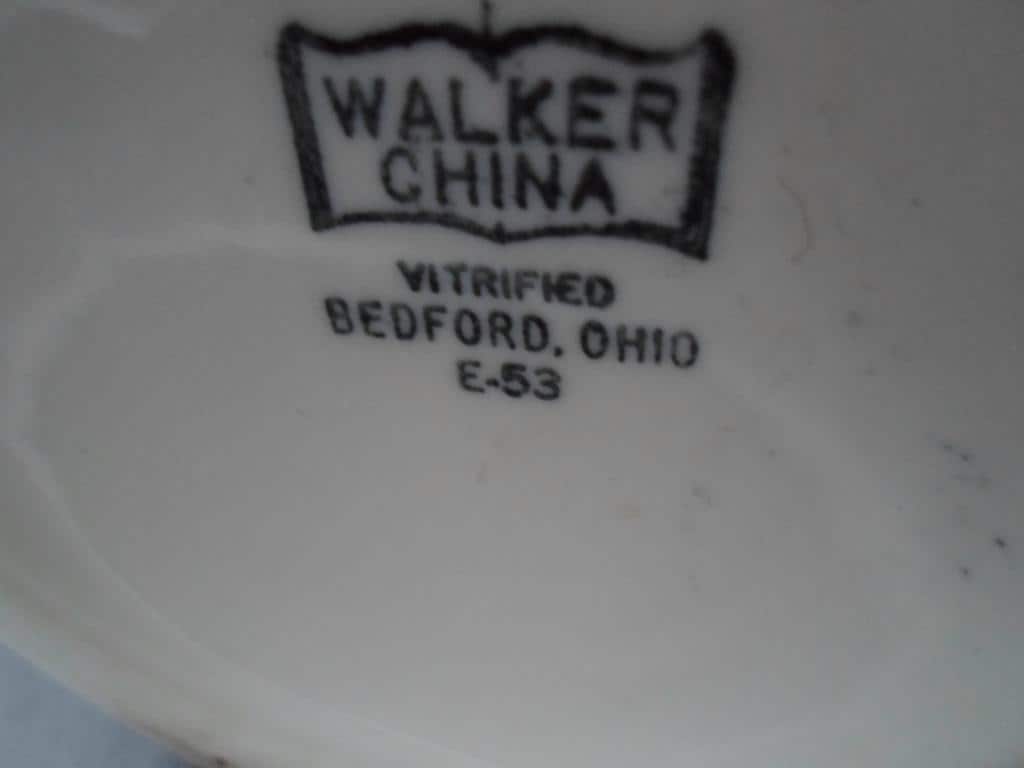 WALKER
CHINA
VITRIFIED
BEDFORD, OHIO
E-53